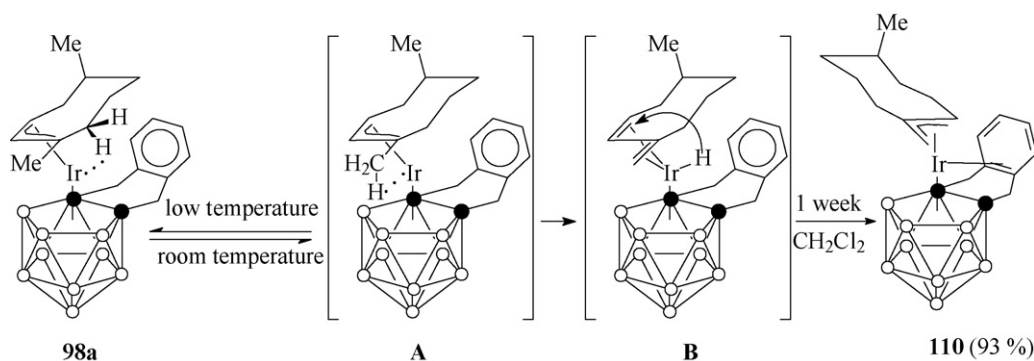 Me
Me
Me
Me
H
H
Me
Ir
H₂C
H
Ir
H
Ir
Ir
low temperature
room temperature
1 week
CH₂Cl₂
98a
A
B
110 (93 %)